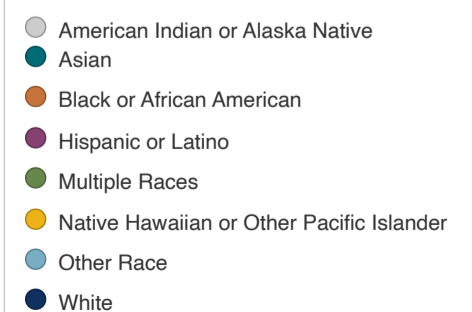 American Indian or Alaska Native
Asian
Black or African American
Hispanic or Latino
Multiple Races
Native Hawaiian or Other Pacific Islander
Other Race
White